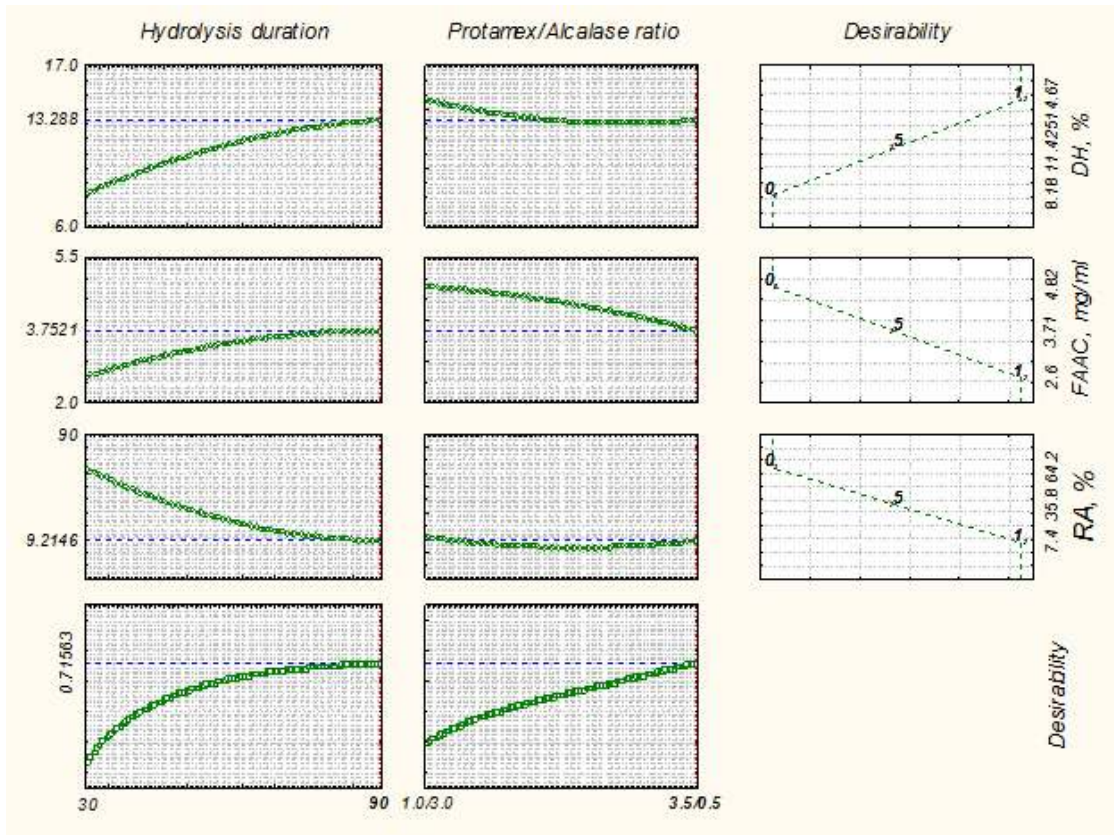 Hydrolysis duration Protamex/Alcalase ratio Desirability
17.0
13.288
6.0
0, ,5 1,
8.18 11.425 14.67
DH, %
5.5
3.7521
2.0
0, ,5 1,
2.6 3.71 4.82
FAAC, mg/ml
90
9.2146
0, ,5 1,
7.4 35.8 64.2
RA, %
0.71563
Desirability
30 90 1.0/3.0 3.5/0.5